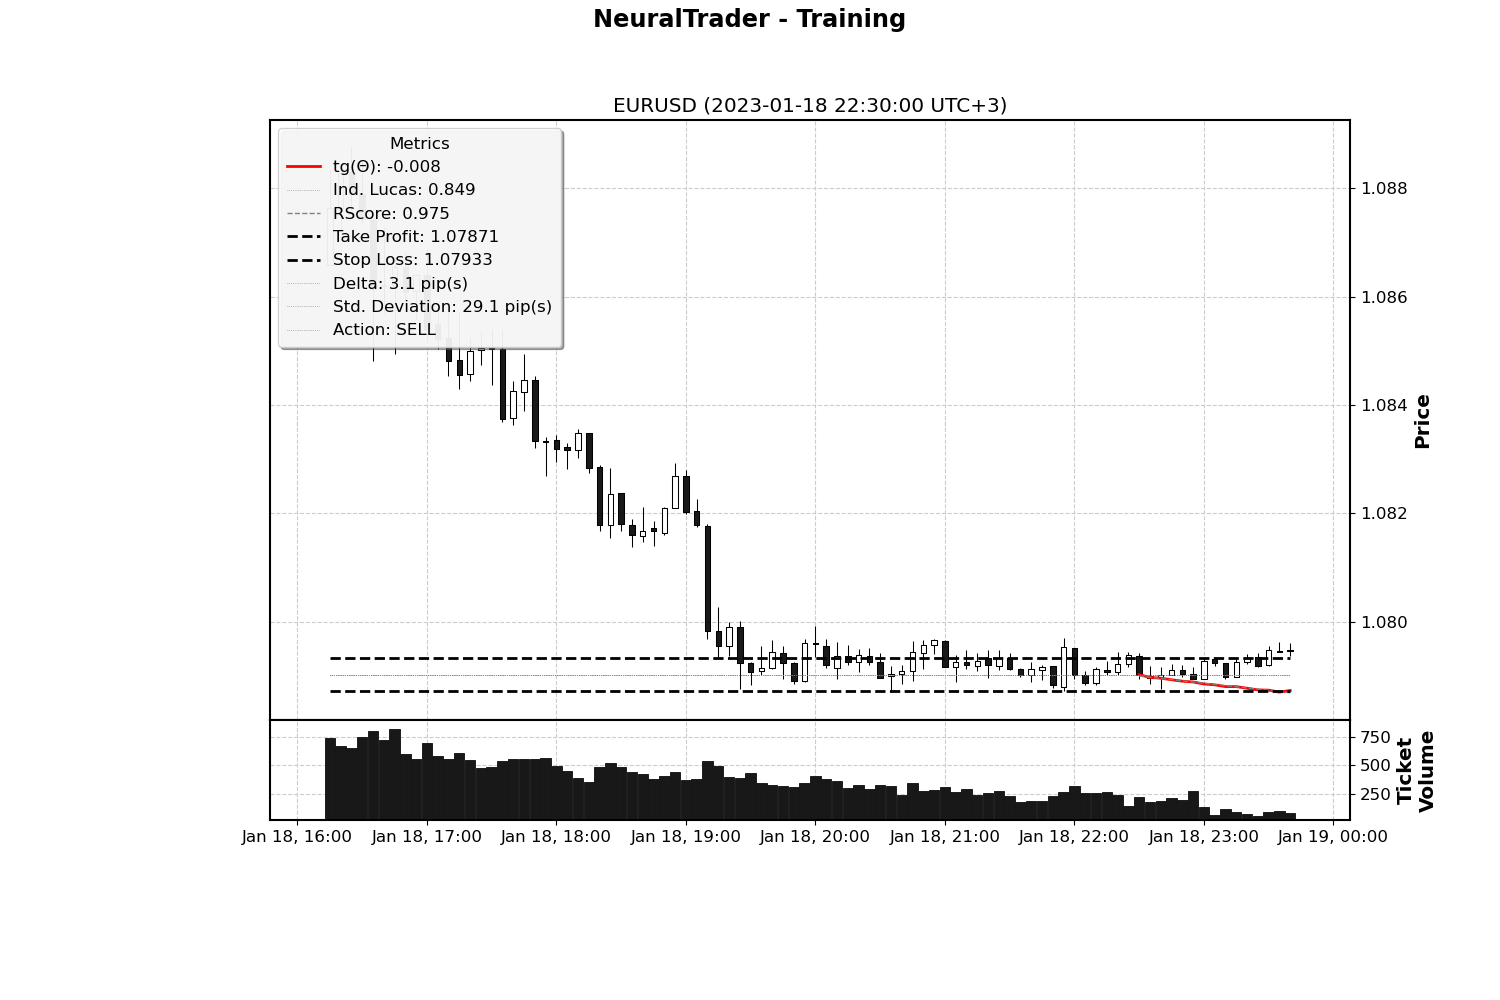 NeuralTrader - Training
EURUSD (2023-01-18 22:30:00 UTC+3)
Metrics
tg(Θ): -0.008
Ind. Lucas: 0.849
RScore: 0.975
Take Profit: 1.07871
Stop Loss: 1.07933
Delta: 3.1 pip(s)
Std. Deviation: 29.1 pip(s)
Action: SELL
1.088
1.086
1.084
1.082
1.080
Price
750
500
250
Ticket
Volume
Jan 18, 16:00 Jan 18, 17:00 Jan 18, 18:00 Jan 18, 19:00 Jan 18, 20:00 Jan 18, 21:00 Jan 18, 22:00 Jan 18, 23:00 Jan 19, 00:00